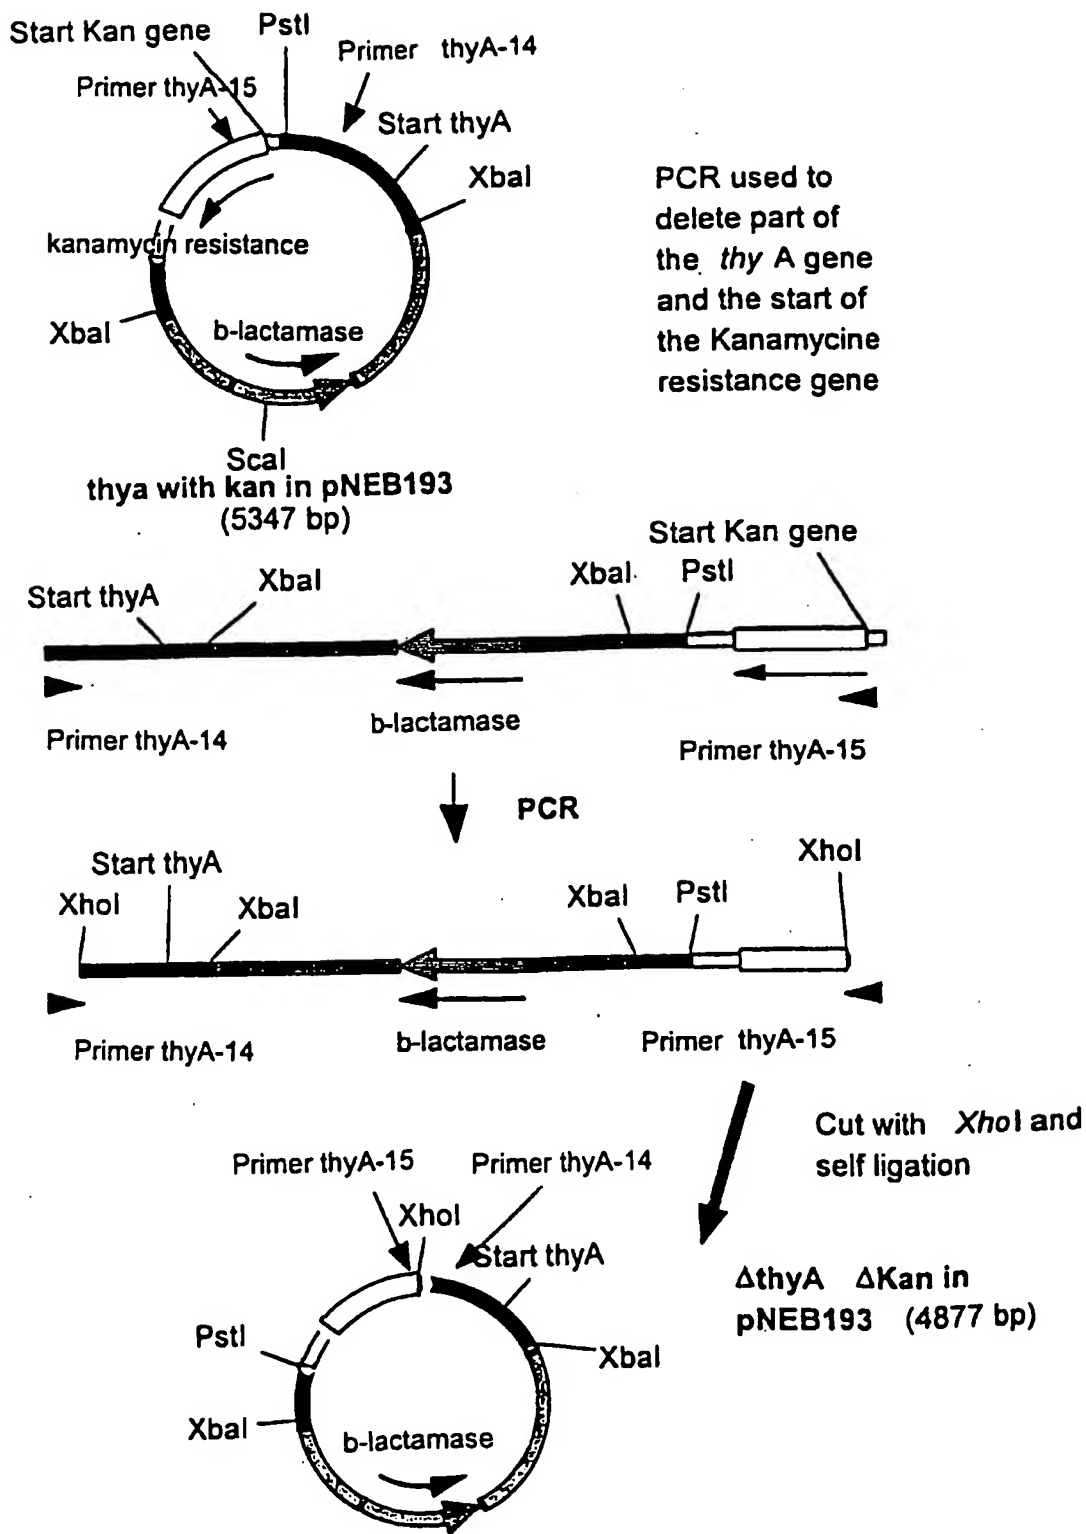 Start Kan gene
PstI
Primer thyA-14
Primer thyA-15
Start thyA
XbaI
kanamycin resistance
XbaI
b-lactamase
ScaI
thya with kan in pNEB193
(5347 bp)
PCR used to
delete part of
the thy A gene
and the start of
the Kanamycine
resistance gene
Start Kan gene
Start thyA
XbaI
XbaI.
PstI
Primer thyA-14
b-lactamase
Primer thyA-15
PCR
XhoI
Start thyA
XhoI
XbaI
XbaI
PstI
Primer thyA-14
b-lactamase
Primer thyA-15
Cut with XhoI and
self ligation
Primer thyA-15
Primer thyA-14
XhoI
Start thyA
ΔthyA ΔKan in
pNEB193 (4877 bp)
PstI
XbaI
XbaI
b-lactamase